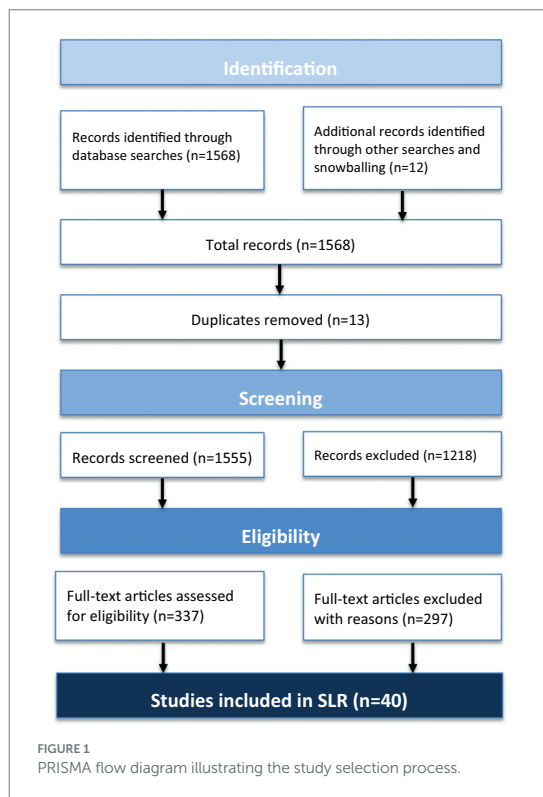 Identification
Records identified through
database searches (n=1568)
Additional records identified
through other searches and
snowballing (n=12)
Total records (n=1568)
Duplicates removed (n=13)
Screening
Records screened (n=1555)
Records excluded (n=1218)
Eligibility
Full-text articles assessed
for eligibility (n=337)
Full-text articles excluded
with reasons (n=297)
Studies included in SLR (n=40)
FIGURE 1
PRISMA flow diagram illustrating the study selection process.